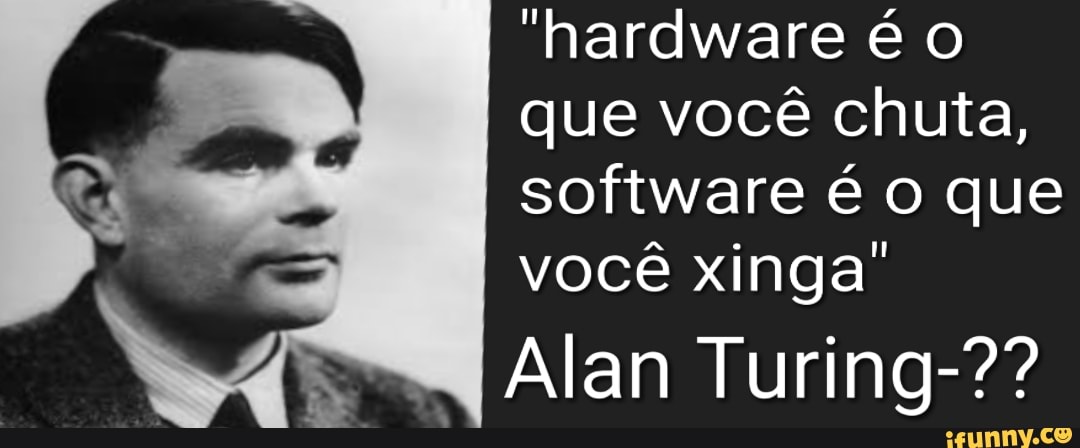 "hardware é o
que você chuta,
software é o que
você xinga"
Alan Turing-??
ifunny.co